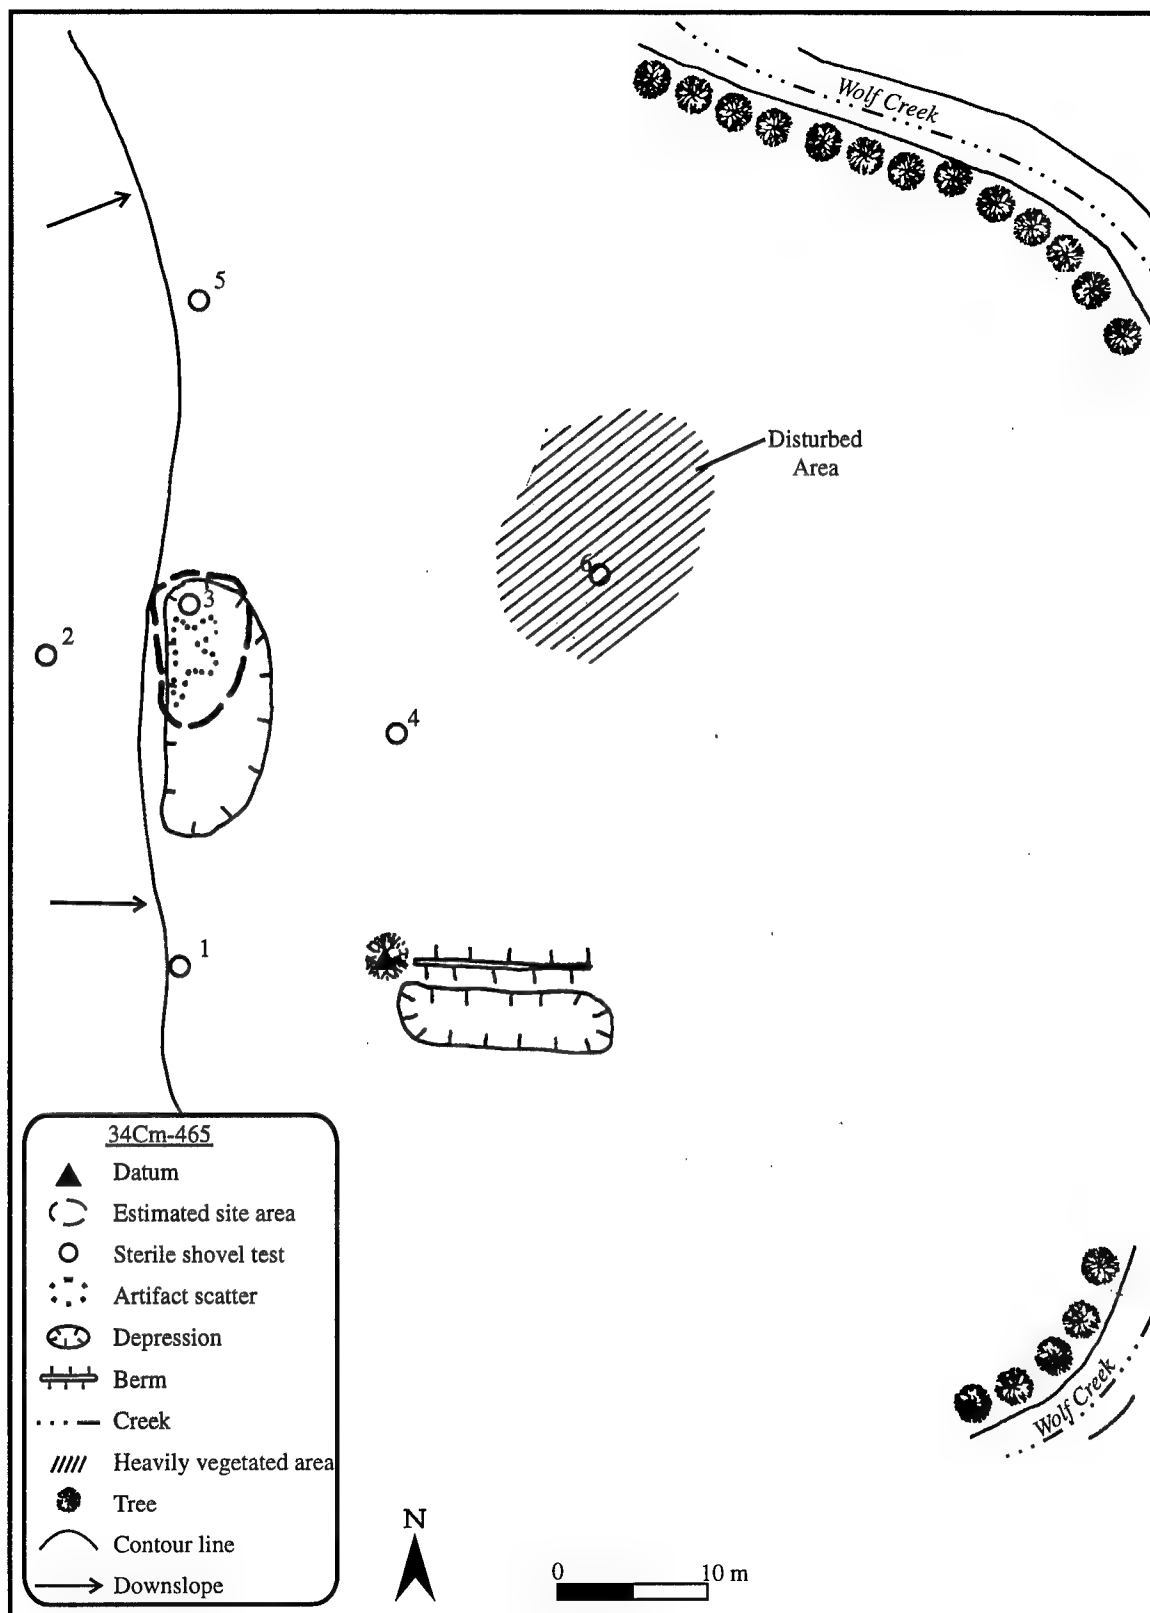 Wolf Creek
5
Disturbed
Area
6
3
2
4
1
34Cm-465
Datum
Estimated site area
Sterile shovel test
Artifact scatter
Depression
Berm
Creek
Heavily vegetated area
Tree
Contour line
Downslope
Wolf Creek
N
0 10 m